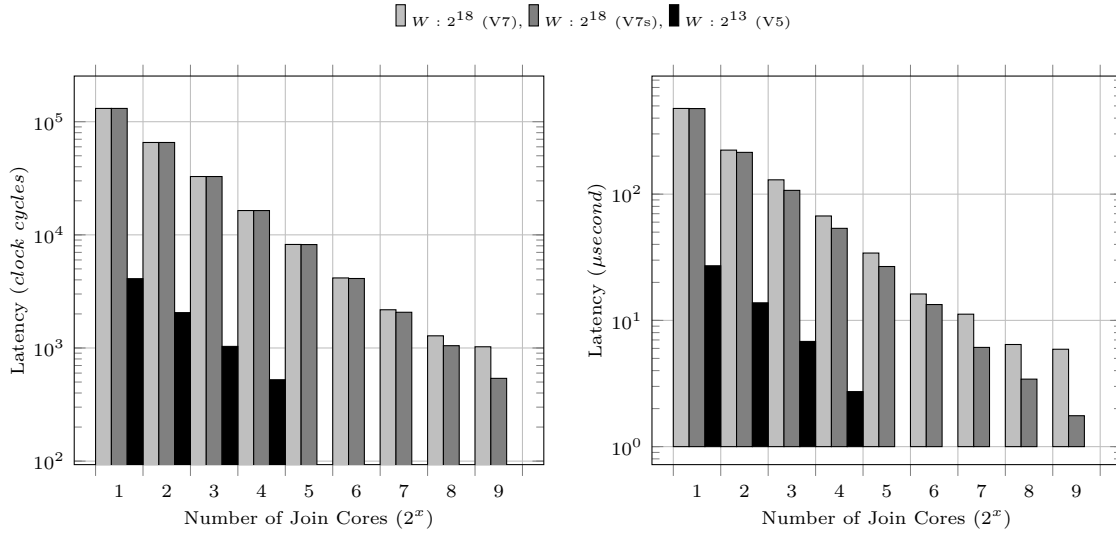 W : 2^18 (V7), W : 2^18 (V7s), W : 2^13 (V5)
Latency (clock cycles)
10^5
10^4
10^3
10^2
1 2 3 4 5 6 7 8 9
Number of Join Cores (2^x)
Latency (μsecond)
10^2
10^1
10^0
1 2 3 4 5 6 7 8 9
Number of Join Cores (2^x)